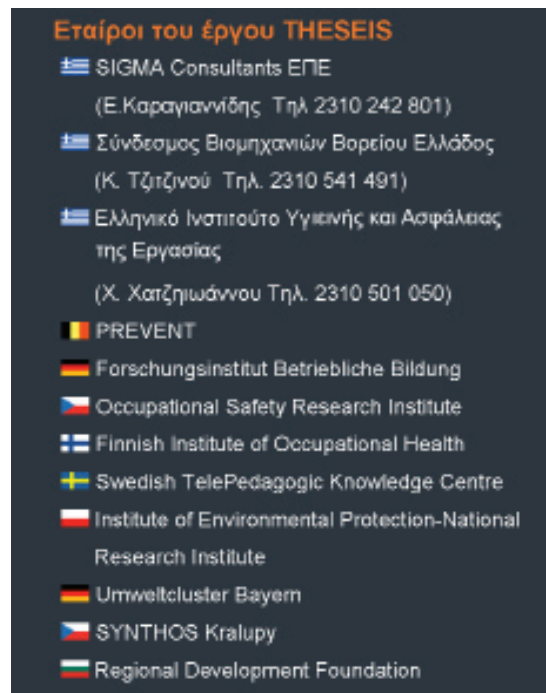 Εταίροι του έργου THESEIS
SIGMA Consultants ΕΠΕ
(Ε.Καραγιαννίδης Τηλ 2310 242 801)
Σύνδεσμος Βιομηχανιών Βορείου Ελλάδος
(Κ. Τζιτζινού Τηλ. 2310 541 491)
Ελληνικό Ινστιτούτο Υγιεινής και Ασφάλειας
της Εργασίας
(Χ. Χατζηιωάννου Τηλ. 2310 501 050)
PREVENT
Forschungsinstitut Betriebliche Bildung
Occupational Safety Research Institute
Finnish Institute of Occupational Health
Swedish TelePedagogic Knowledge Centre
Institute of Environmental Protection-National
Research Institute
Umweltcluster Bayern
SYNTHOS Kralupy
Regional Development Foundation